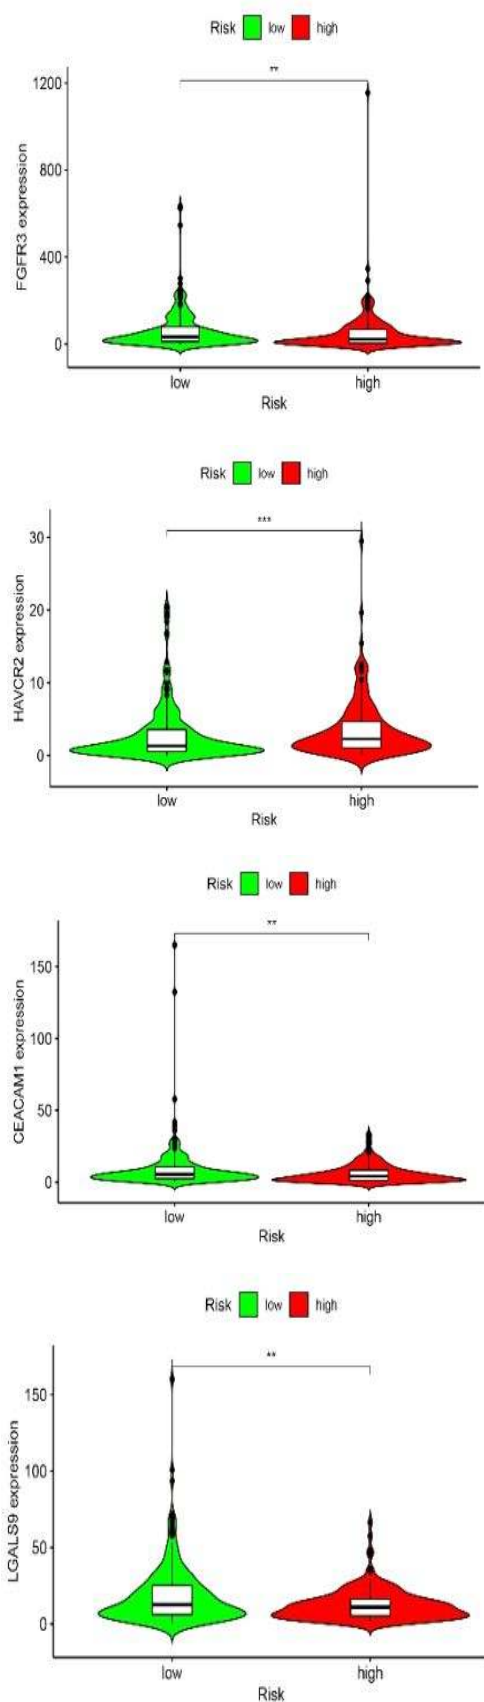 Risk low high
**
1200
800
400
0
FGFR3 expression
low high
Risk
Risk low high
***
30
20
10
0
HAVCR2 expression
low high
Risk
Risk low high
**
150
100
50
0
CEACAM1 expression
low high
Risk
Risk low high
**
150
100
50
0
LGALS9 expression
low high
Risk